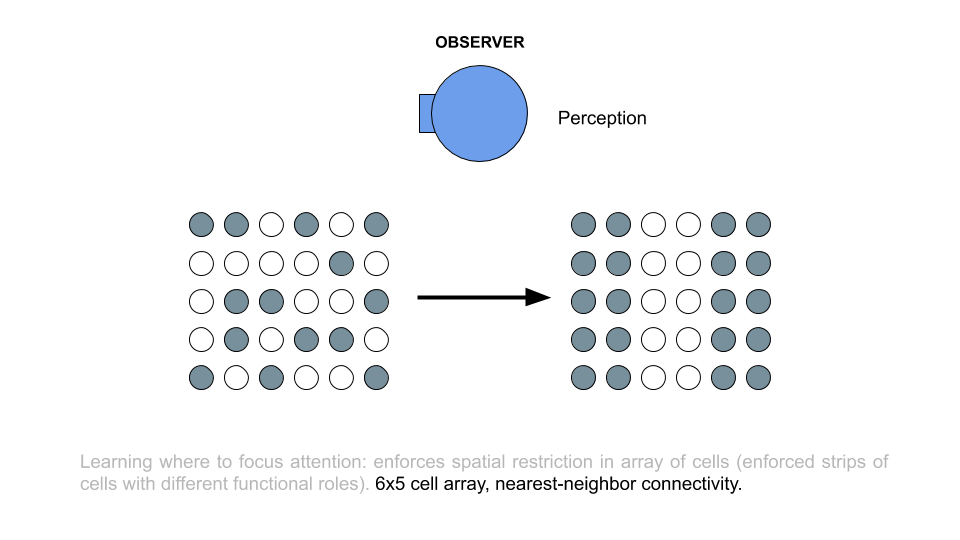 OBSERVER
Perception
Learning where to focus attention: enforces spatial restriction in array of cells (enforced strips of
cells with different functional roles). 6x5 cell array, nearest-neighbor connectivity.